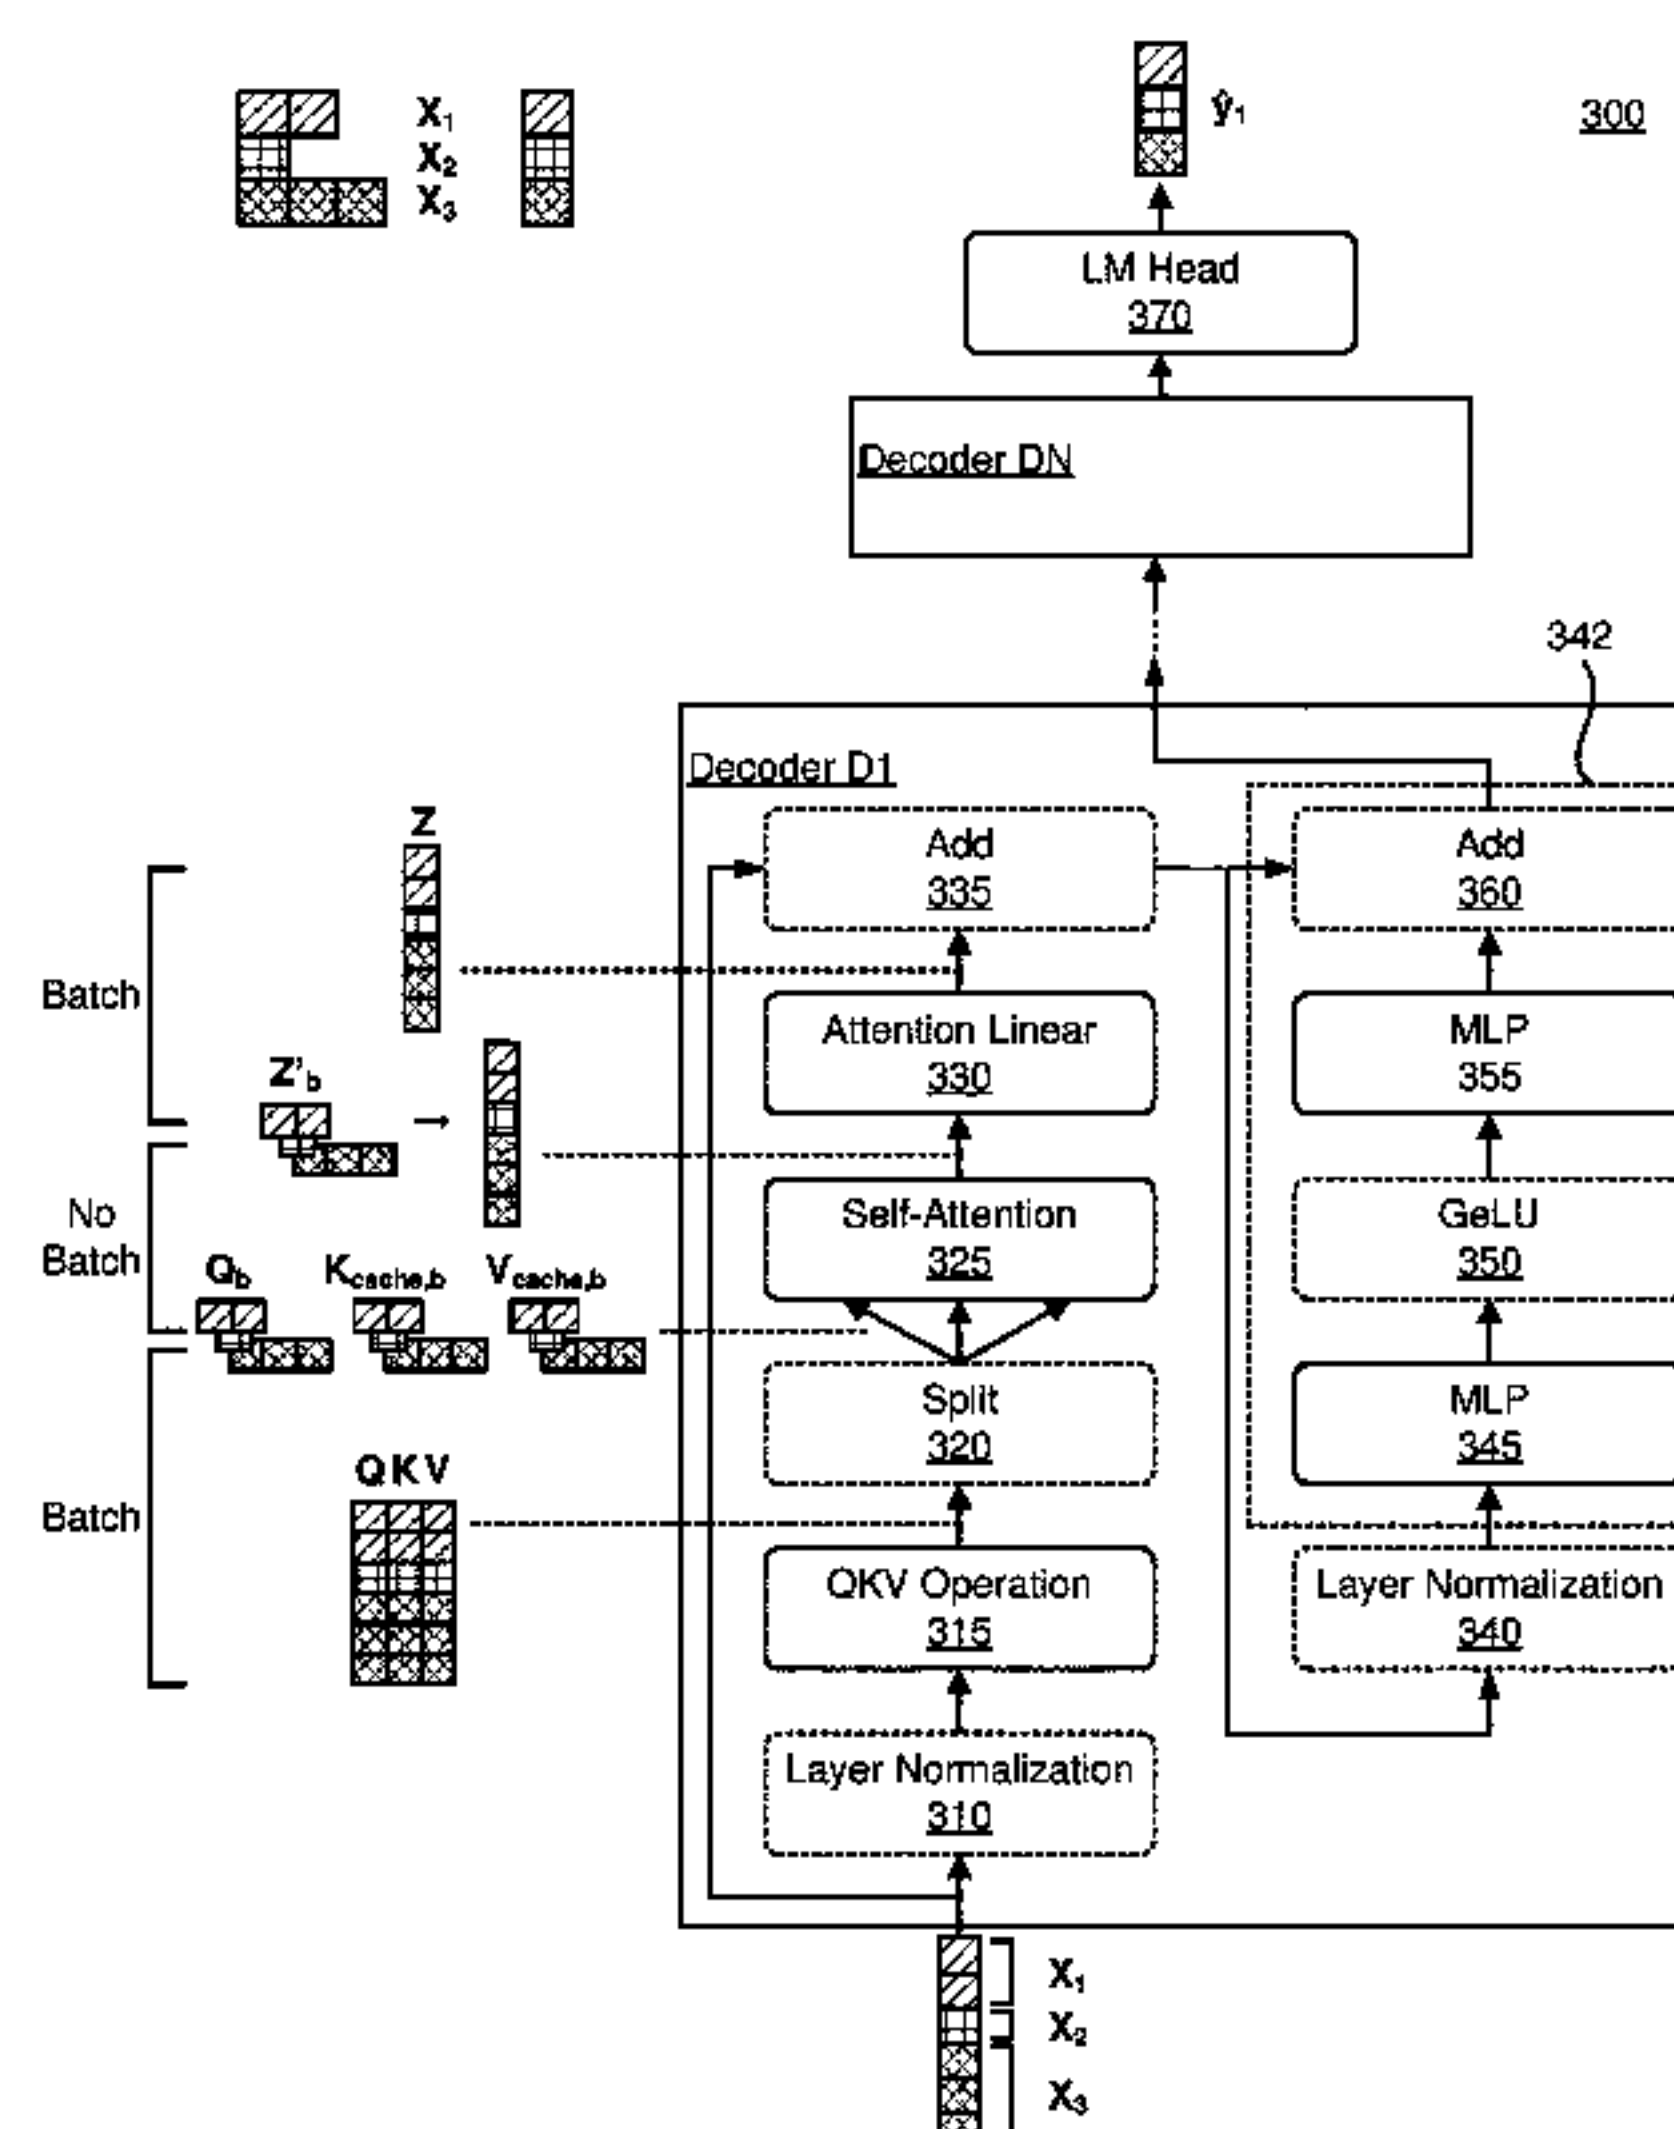 X₁
X₂
X₃
ŷ₁
300
LM Head
370
Decoder DN
342
Decoder D1
Z
Add
335
Add
360
Batch
Attention Linear
330
MLP
355
Z'b
No
Batch
Self-Attention
325
GeLU
350
Qb
Kcache,b
Vcache,b
Split
320
MLP
345
QKV
Batch
QKV Operation
315
Layer Normalization
340
Layer Normalization
310
X₁
X₂
X₃